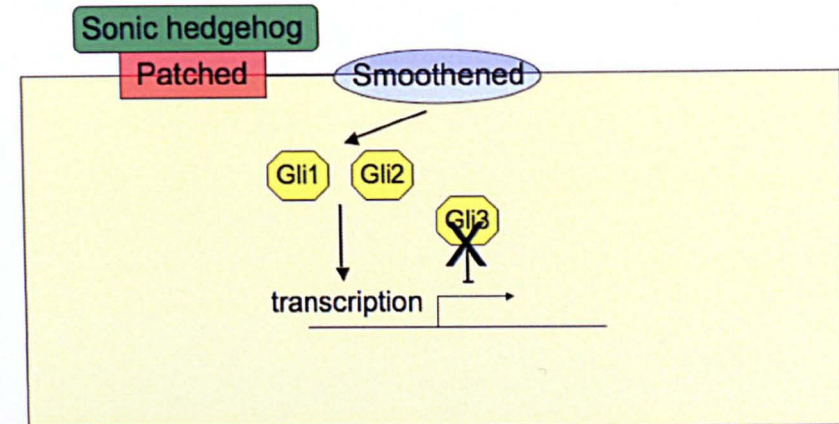 Sonic hedgehog
Patched
Smoothened
Gli1
Gli2
Gli3
transcription